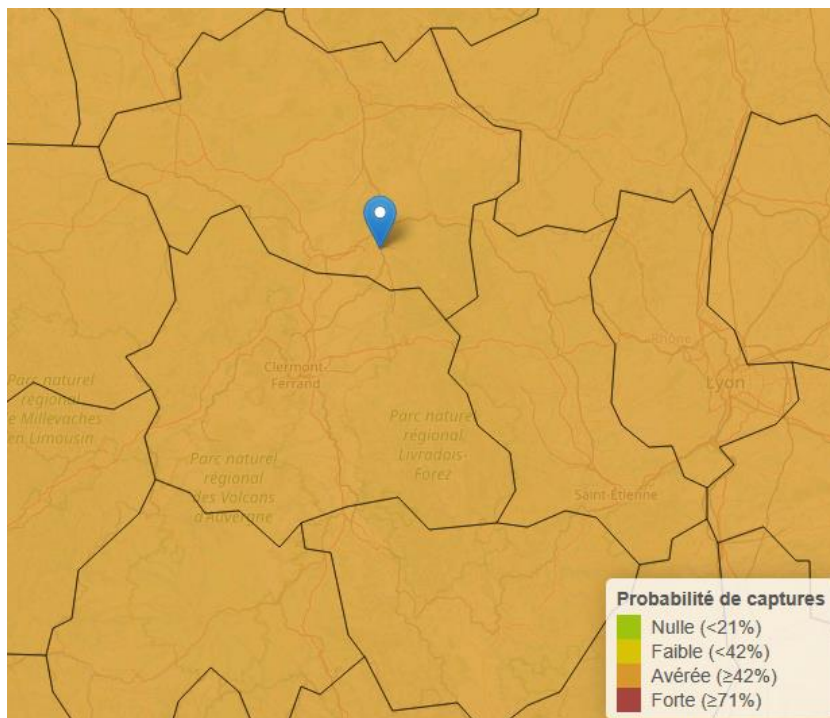 Rhône
Clermont-
Ferrand
Lyon
Parc naturel
régional
e Millevaches
en Limousin
Parc naturel
régional
Livradois-
Forez
Parc naturel
régional
des Volcans
d'Auvergne
Saint-Étienne
Probabilité de captures
Nulle (<21%)
Faible (<42%)
Avérée (≥42%)
Forte (≥71%)